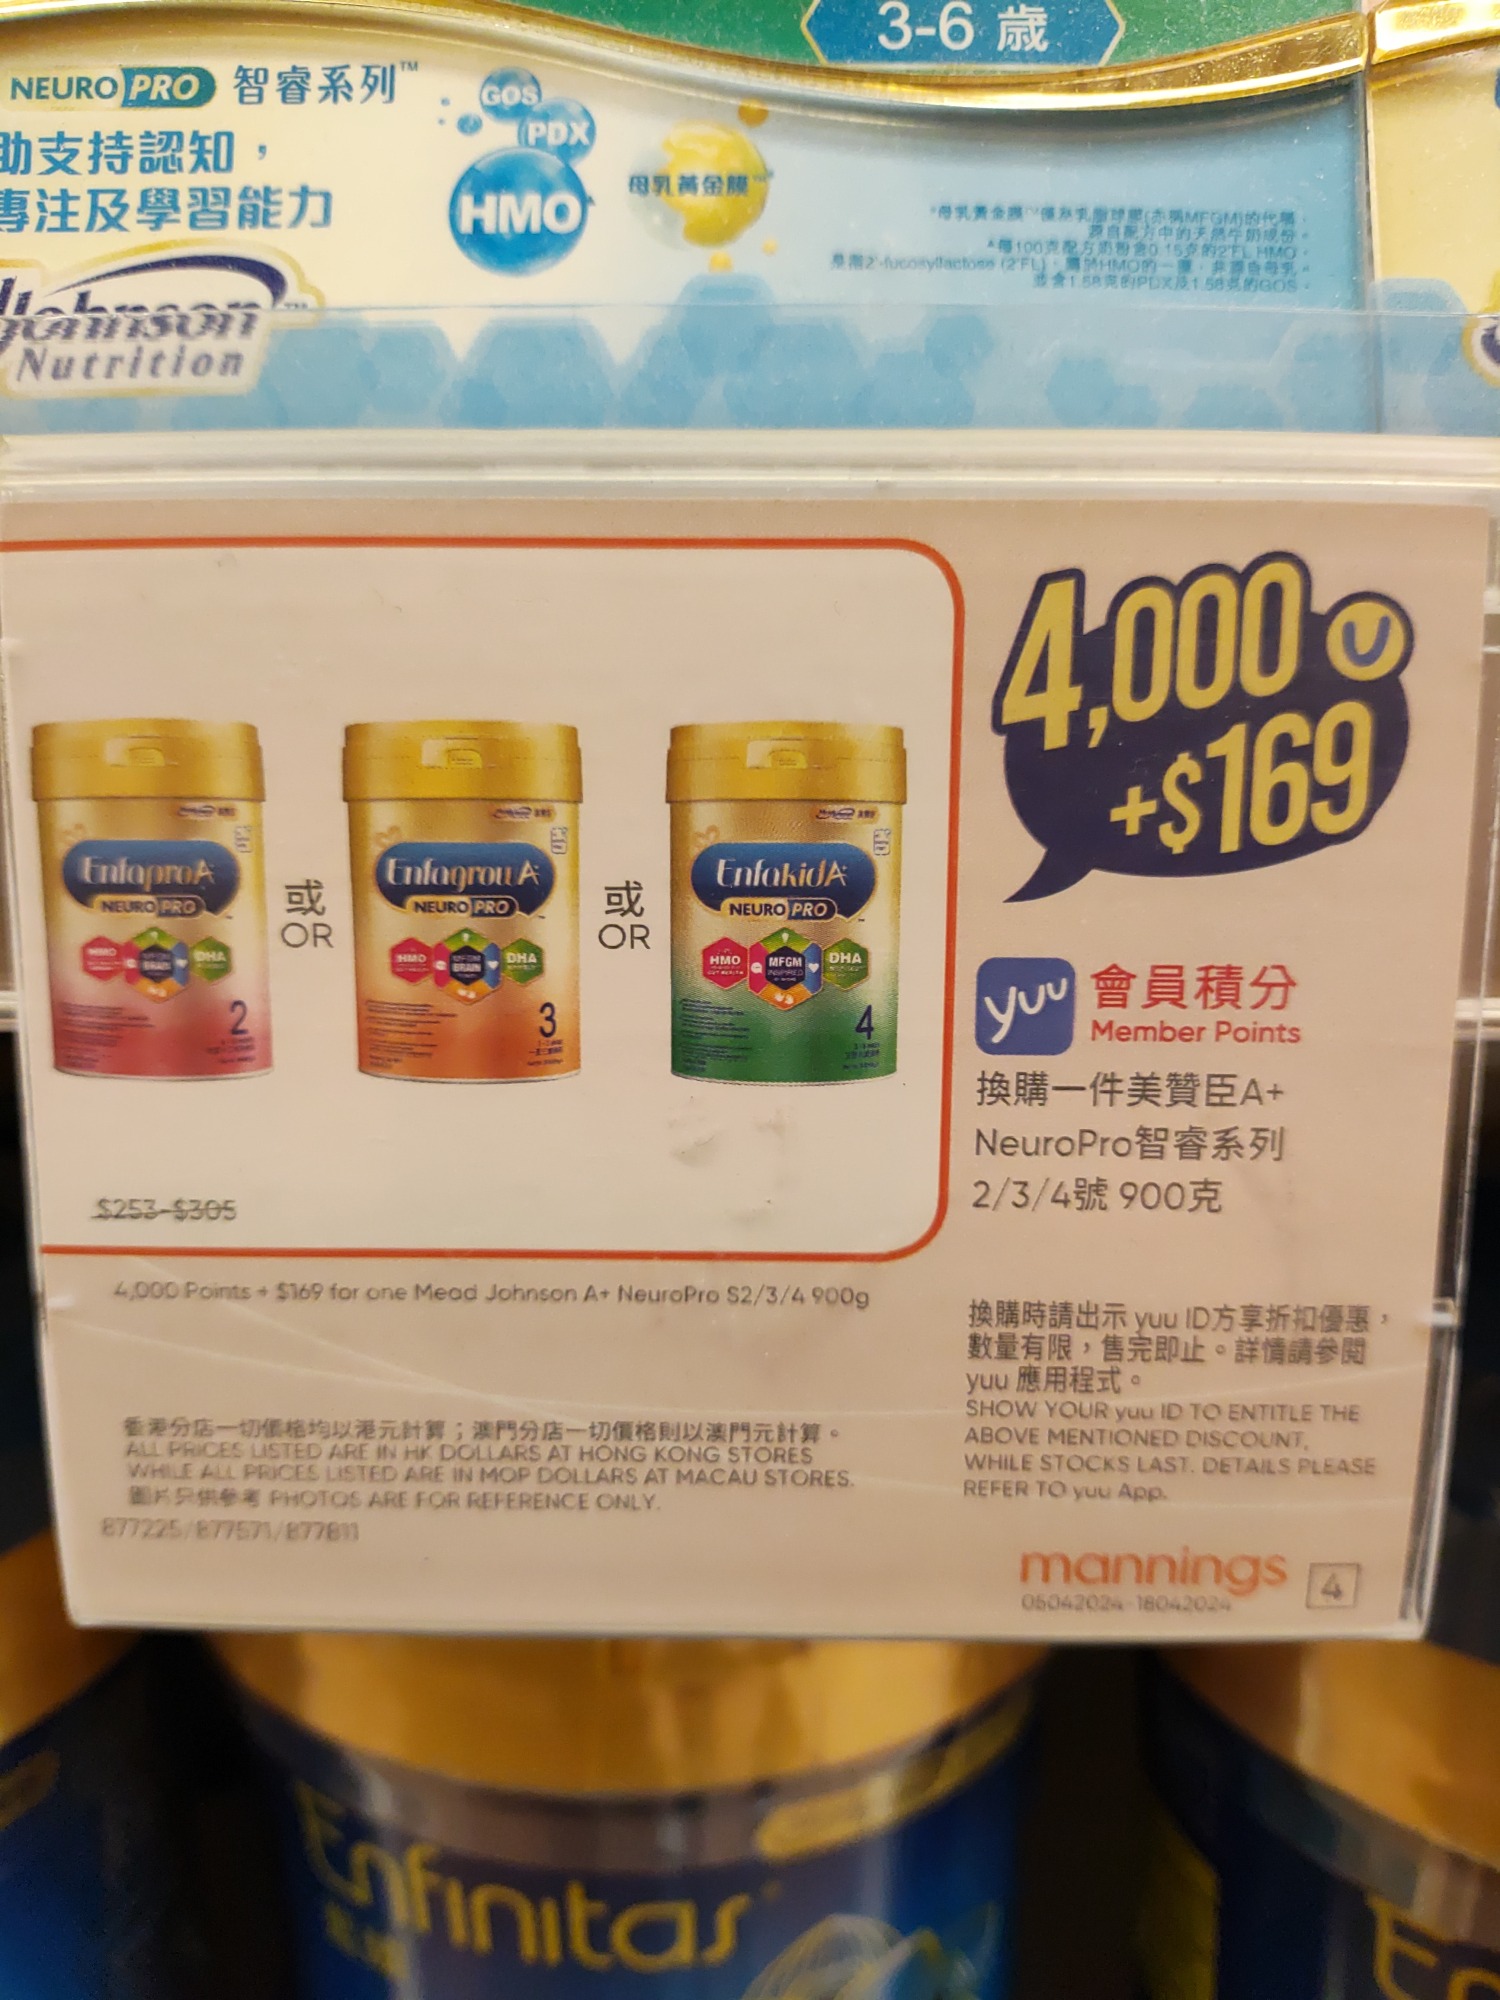 3-6 歲
NEURO PRO 智睿系列™
助支持認知，
專注及學習能力
GOS
PDX
HMO
母乳黃金膜
Johnson
Nutrition
4,000 U
+$169
EnfaproA+
NEURO PRO
HMO
DHA
2
或
OR
EnfagrowA+
NEURO PRO
HMO
BRAIN
DHA
3
或
OR
EnfakidA+
NEURO PRO
HMO
MFGM
DHA
4
$253-$305
yuu 會員積分
Member Points
換購一件美贊臣A+
NeuroPro智睿系列
2/3/4號 900克
4,000 Points + $169 for one Mead Johnson A+ NeuroPro S2/3/4 900g
換購時請出示 yuu ID方享折扣優惠，
數量有限，售完即止。詳情請參閱
yuu 應用程式。
SHOW YOUR yuu ID TO ENTITLE THE
ABOVE MENTIONED DISCOUNT,
WHILE STOCKS LAST. DETAILS PLEASE
REFER TO yuu App.
香港分店一切價格均以港元計算；澳門分店一切價格則以澳門元計算。
ALL PRICES LISTED ARE IN HK DOLLARS AT HONG KONG STORES
WHILE ALL PRICES LISTED ARE IN MOP DOLLARS AT MACAU STORES.
圖片只供參考 PHOTOS ARE FOR REFERENCE ONLY.
877225/877571/877811
mannings 4
05042024-18042024
Enfinitas